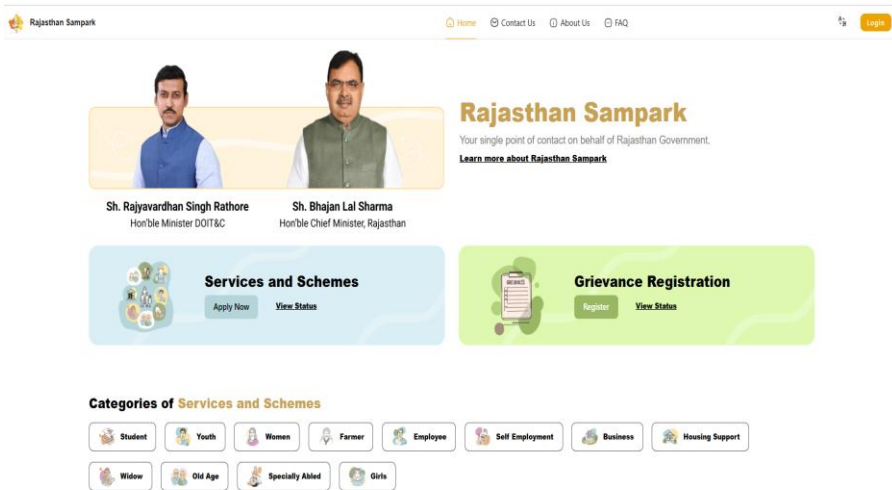 Rajasthan Sampark
Home Contact Us About Us FAQ
Login
Rajasthan Sampark
Your single point of contact on behalf of Rajasthan Government.
Learn more about Rajasthan Sampark
Sh. Rajyavardhan Singh Rathore
Hon'ble Minister DOIT&C
Sh. Bhajan Lal Sharma
Hon'ble Chief Minister, Rajasthan
Services and Schemes
Apply Now View Status
GRIEVANCES
Grievance Registration
Register View Status
Categories of Services and Schemes
Student Youth Women Farmer Employee Self Employment Business Housing Support
Widow Old Age Specially Abled Girls